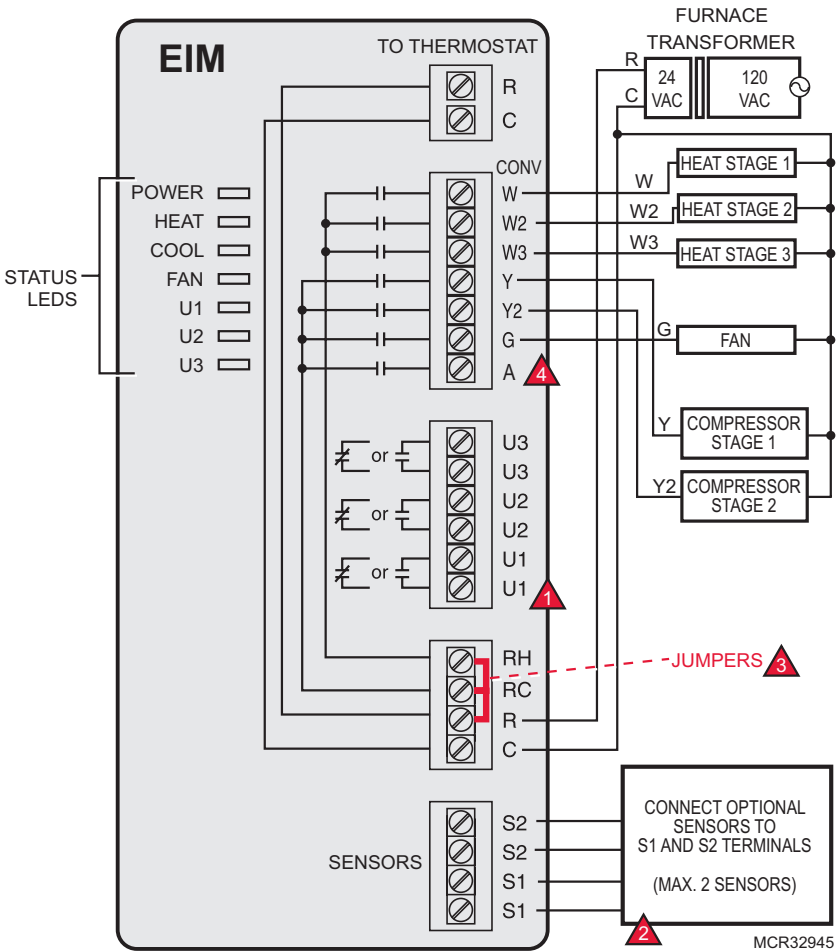 EIM
TO THERMOSTAT
R
C
FURNACE
TRANSFORMER
R
C
24
VAC
120
VAC
STATUS
LEDS
POWER
HEAT
COOL
FAN
U1
U2
U3
CONV
W
W2
W3
Y
Y2
G
A
4
W
HEAT STAGE 1
W2
HEAT STAGE 2
W3
HEAT STAGE 3
G
FAN
Y
COMPRESSOR
STAGE 1
Y2
COMPRESSOR
STAGE 2
or
or
or
U3
U3
U2
U2
U1
U1
1
RH
RC
R
C
JUMPERS
3
SENSORS
S2
S2
S1
S1
CONNECT OPTIONAL
SENSORS TO
S1 AND S2 TERMINALS
(MAX. 2 SENSORS)
2
MCR32945